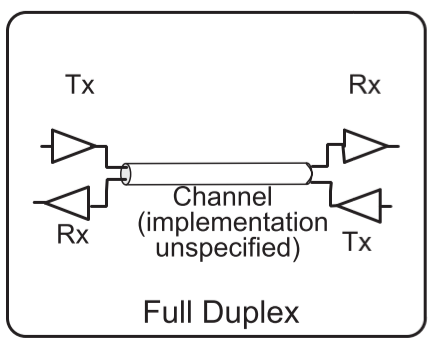 Tx
Rx
Channel
(implementation
unspecified)
Rx
Tx
Full Duplex